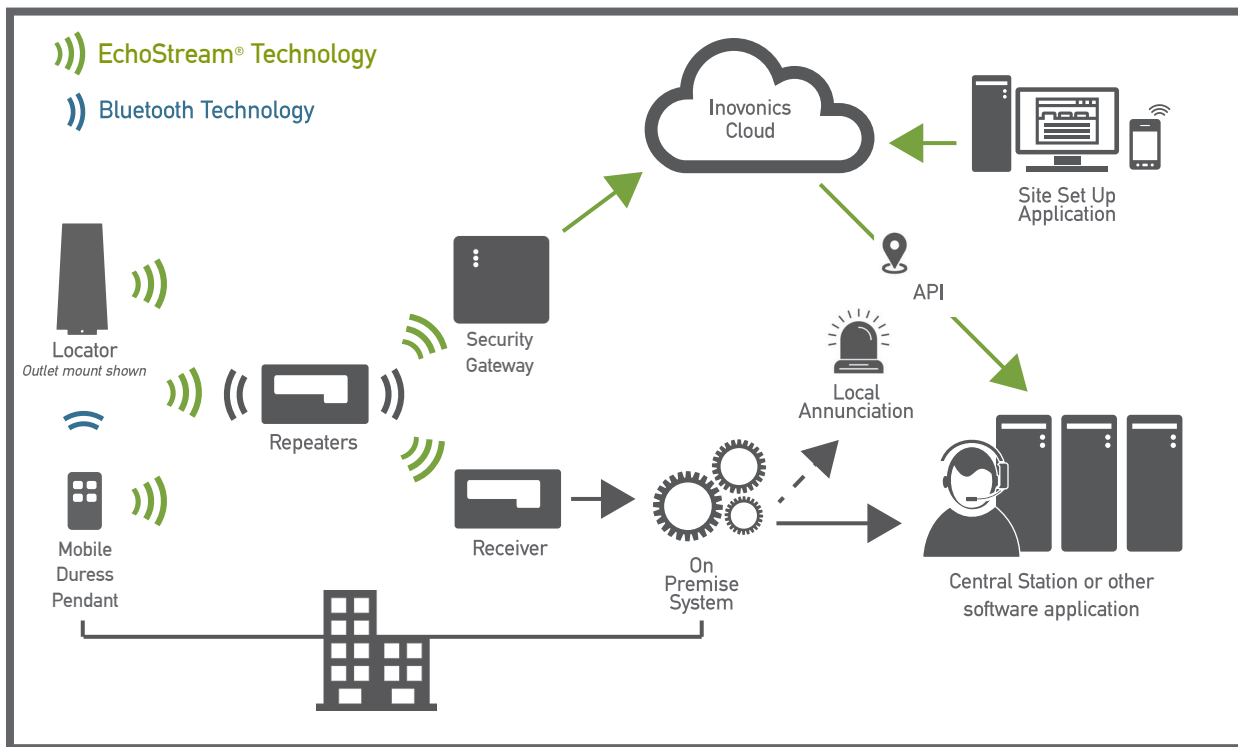 EchoStream® Technology
Bluetooth Technology
Inovonics
Cloud
Site Set Up
Application
API
Security
Gateway
Locator
Outlet mount shown
Local
Annunciation
Repeaters
Receiver
Mobile
Duress
Pendant
On
Premise
System
Central Station or other
software application